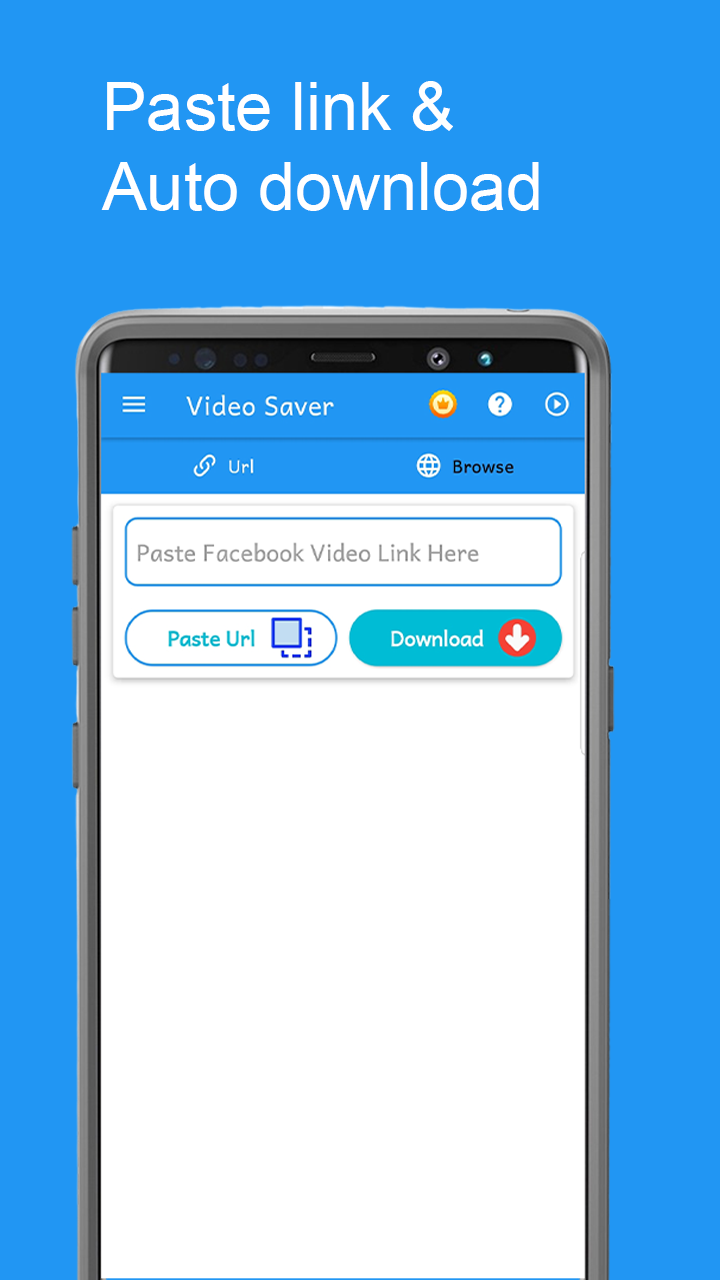 Paste link &
Auto download
Video Saver
?
Url
Browse
Paste Facebook Video Link Here
Paste Url
Download